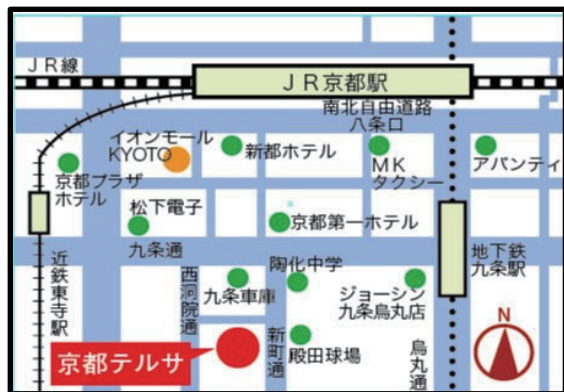 JR線
JR京都駅
南北自由道路
八条口
イオンモール
KYOTO
新都ホテル
MK
タクシー
アバンティ
京都プラザ
ホテル
松下電子
京都第一ホテル
九条通
地下鉄
九条駅
近鉄東寺駅
西洞院通
九条車庫
陶化中学
ジョーシン
九条烏丸店
新町通
殿田球場
烏丸通
京都テルサ
N